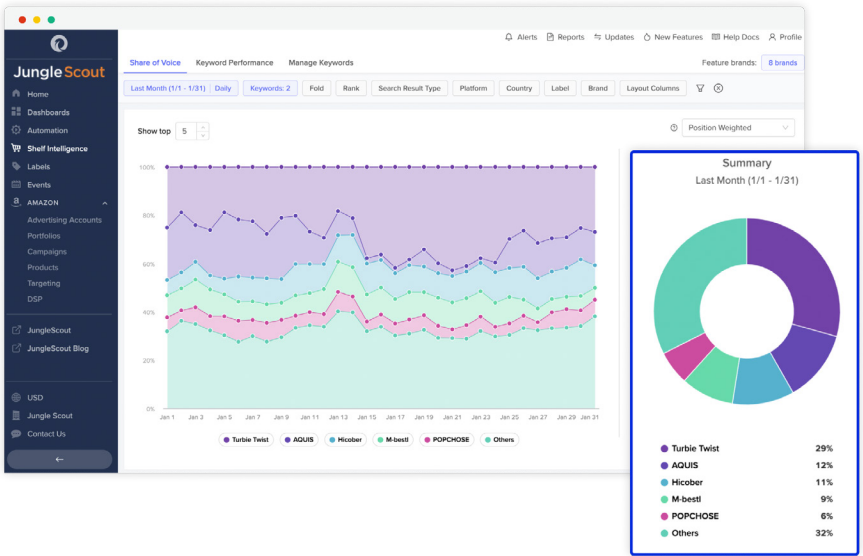 Alerts Reports Updates New Features Help Docs Profile
Jungle Scout
Home
Dashboards
Automation
Shelf Intelligence
Labels
Events
AMAZON
Advertising Accounts
Portfolios
Campaigns
Products
Targeting
DSP
JungleScout
JungleScout Blog
USD
Jungle Scout
Contact Us
Share of Voice Keyword Performance Manage Keywords Feature brands: 8 brands
Last Month (1/1 - 1/31) Daily Keywords: 2 Fold Rank Search Result Type Platform Country Label Brand Layout Columns
Show top 5 Position Weighted
100%
80%
60%
40%
20%
0%
Jan 1 Jan 3 Jan 5 Jan 7 Jan 9 Jan 11 Jan 13 Jan 15 Jan 17 Jan 19 Jan 21 Jan 23 Jan 25 Jan 27 Jan 29 Jan 31
Turbie Twist AQUIS Hicober M-bestl POPCHOSE Others
Summary
Last Month (1/1 - 1/31)
Turbie Twist 29%
AQUIS 12%
Hicober 11%
M-bestl 9%
POPCHOSE 6%
Others 32%